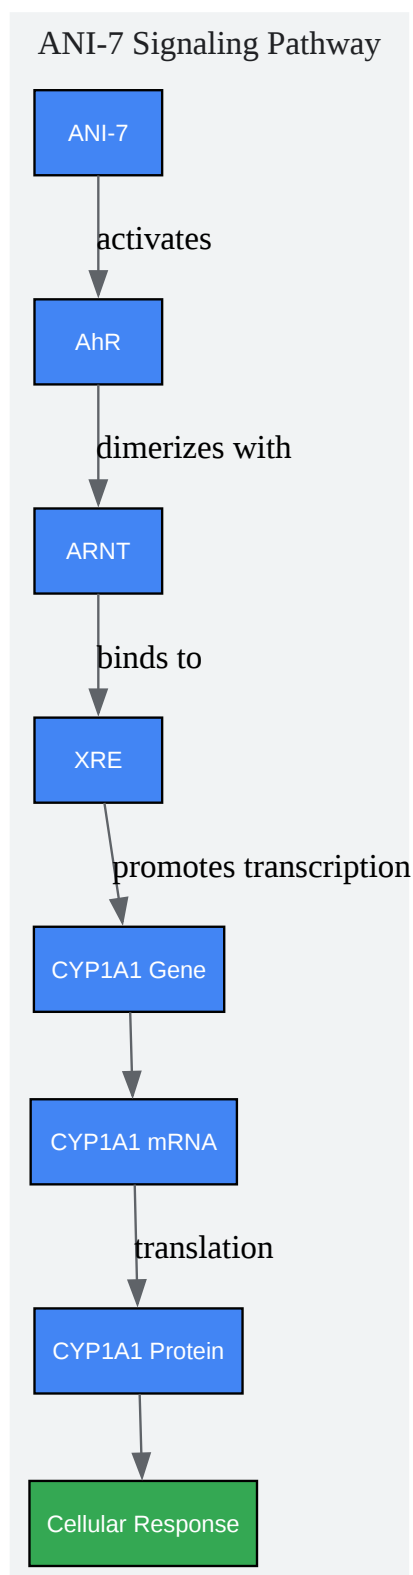 ANI-7 Signaling Pathway
ANI-7
activates
AhR
dimerizes with
ARNT
binds to
XRE
promotes transcription
CYP1A1 Gene
CYP1A1 mRNA
translation
CYP1A1 Protein
Cellular Response